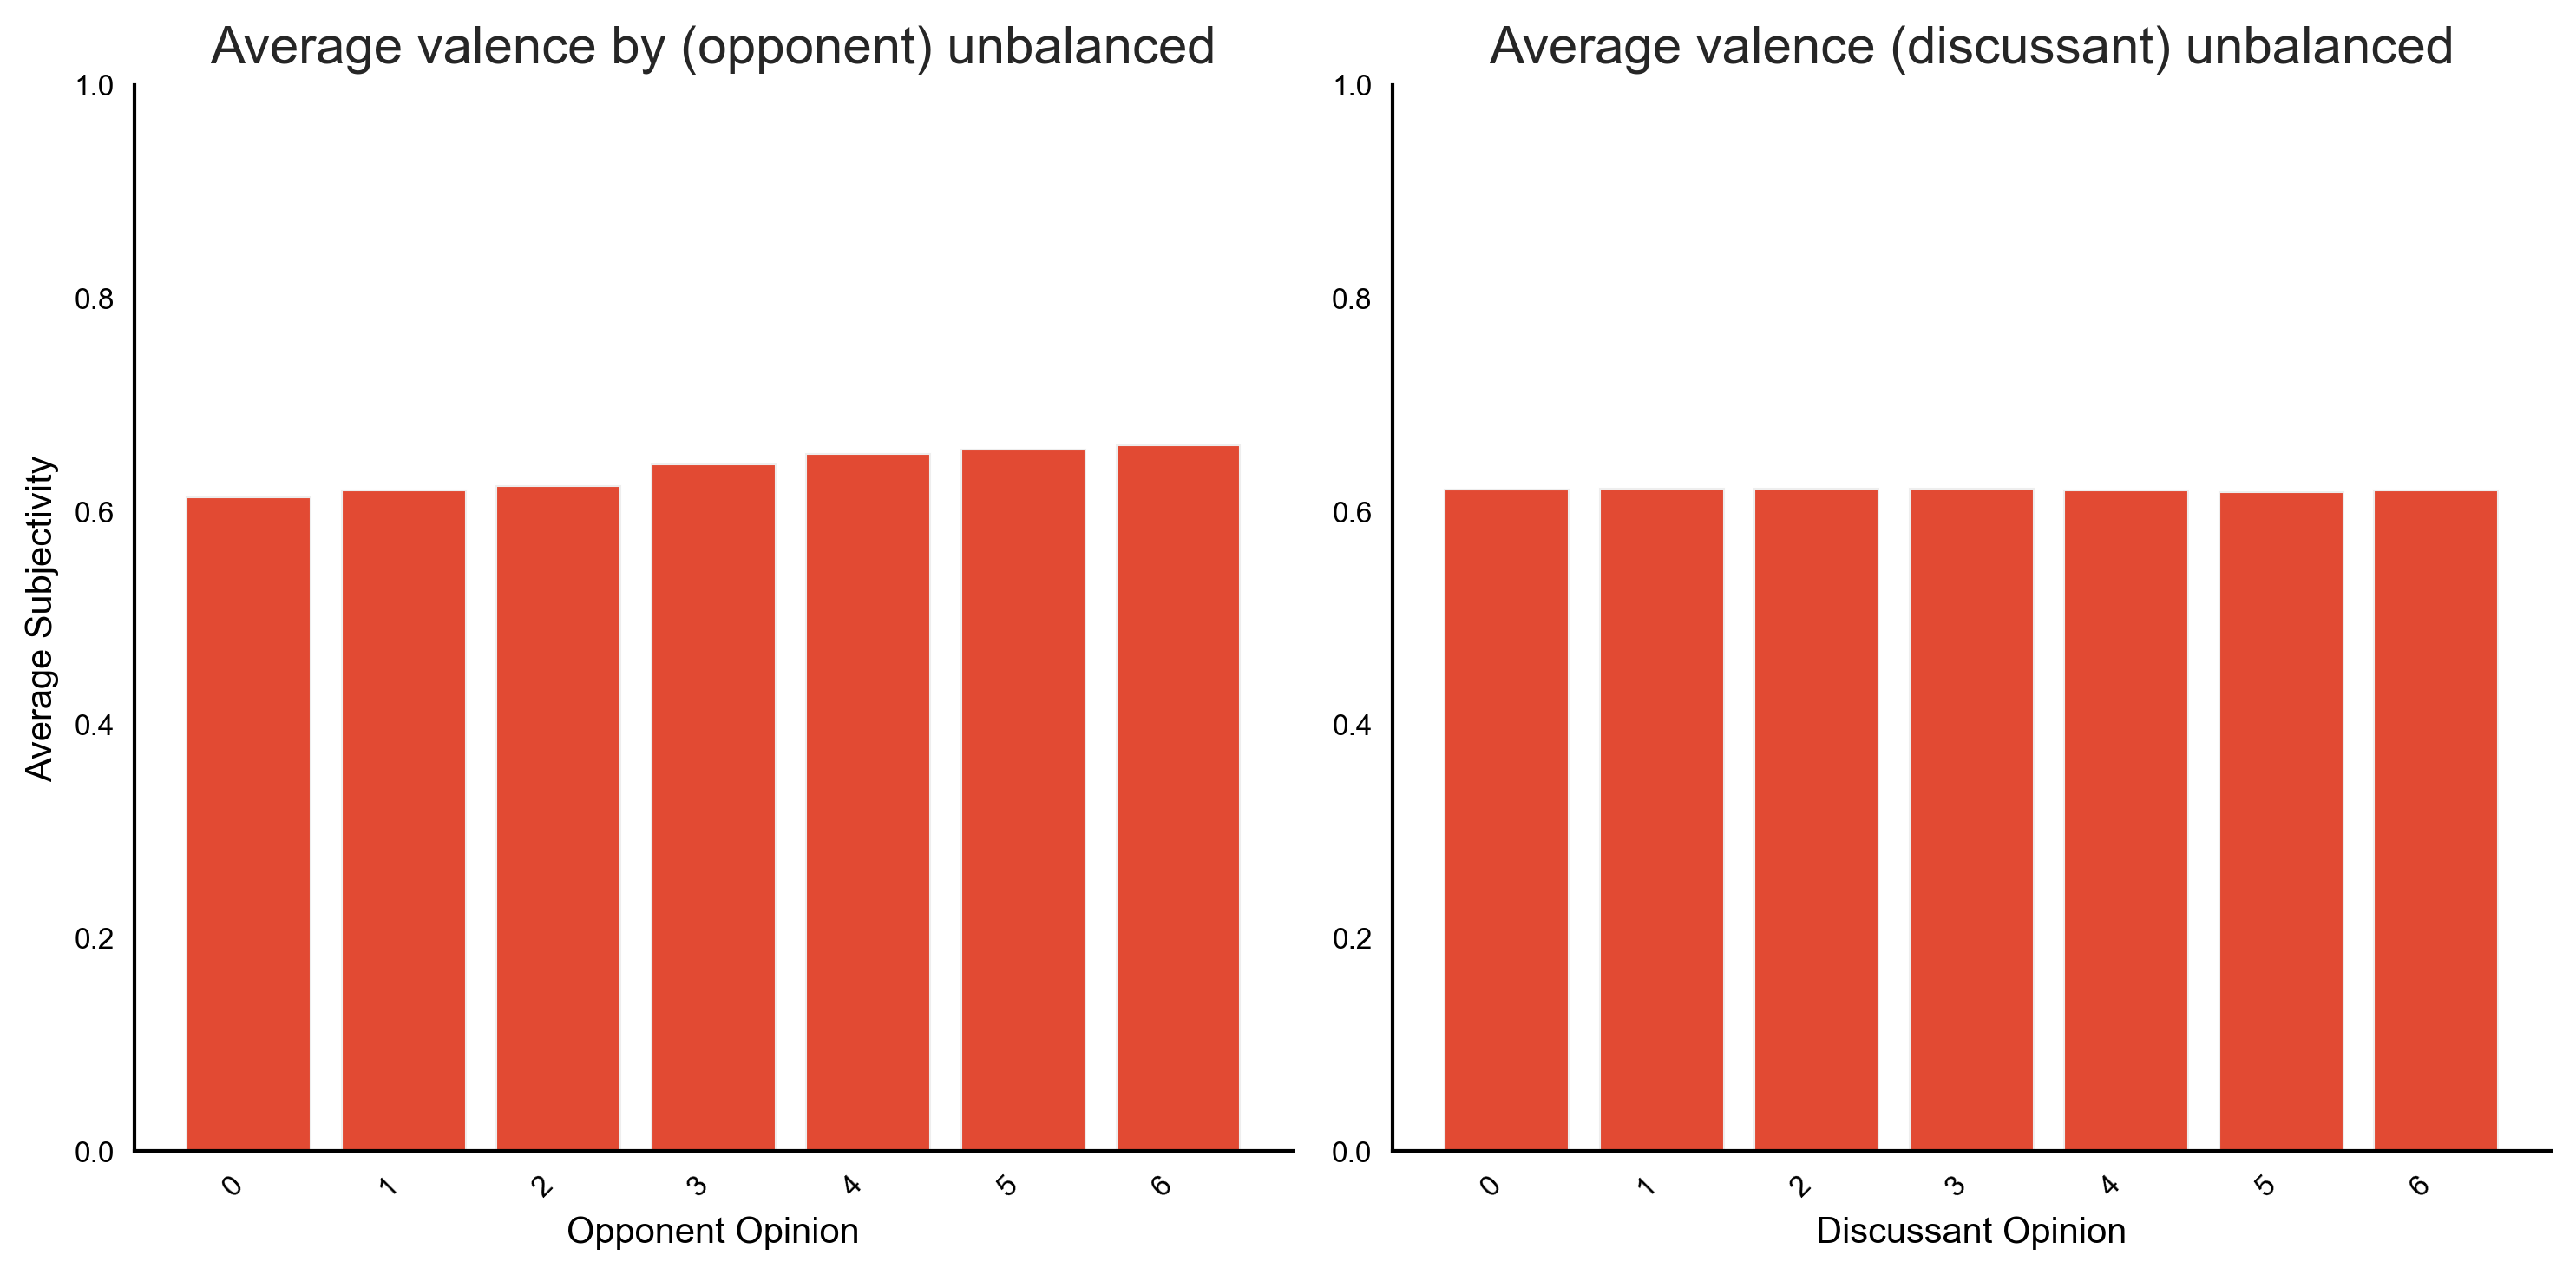 Average valence by (opponent) unbalanced
1.0
0.8
0.6
0.4
0.2
0.0
Average Subjectivity
0 1 2 3 4 5 6
Opponent Opinion
Average valence (discussant) unbalanced
1.0
0.8
0.6
0.4
0.2
0.0
0 1 2 3 4 5 6
Discussant Opinion